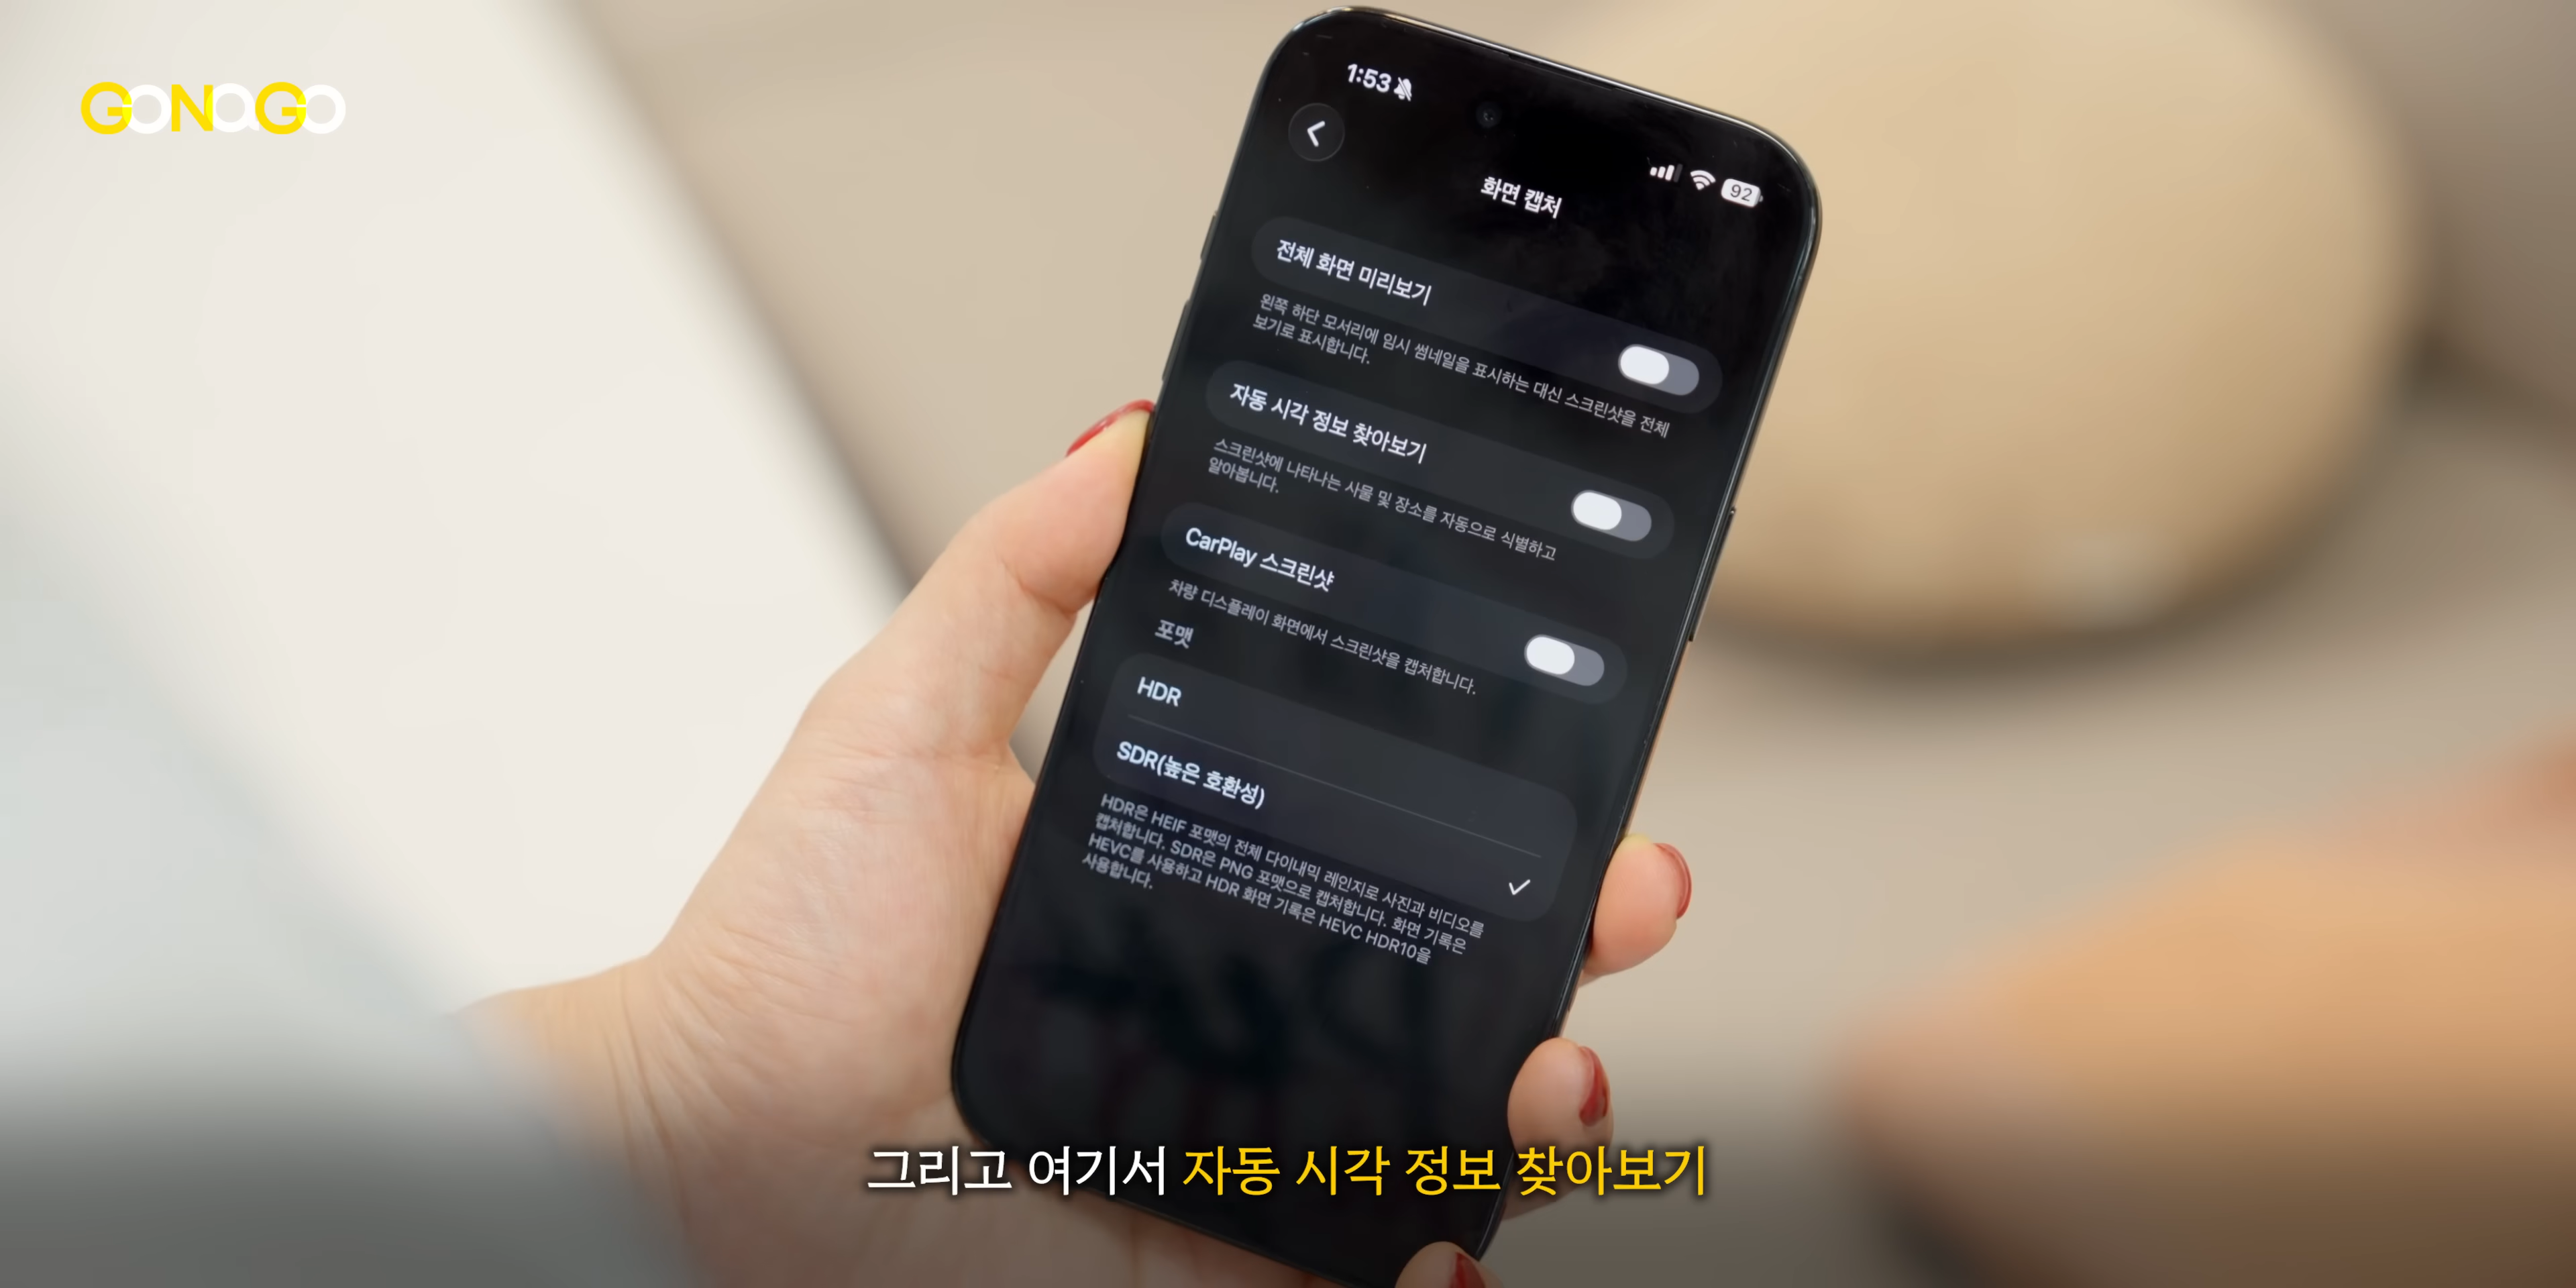 GONQGO
1:53
92
화면 캡처
전체 화면 미리보기
왼쪽 하단 모서리에 임시 썸네일을 표시하는 대신 스크린샷을 전체
보기로 표시합니다.
자동 시각 정보 찾아보기
스크린샷에 나타나는 사물 및 장소를 자동으로 식별하고
알아봅니다.
CarPlay 스크린샷
차량 디스플레이 화면에서 스크린샷을 캡처합니다.
포맷
HDR
SDR(높은 호환성)
HDR은 HEIF 포맷의 전체 다이내믹 레인지로 사진과 비디오를
캡처합니다. SDR은 PNG 포맷으로 캡처합니다. 화면 기록은
HEVC를 사용하고 HDR 화면 기록은 HEVC HDR10을
사용합니다.
그리고 여기서 자동 시각 정보 찾아보기